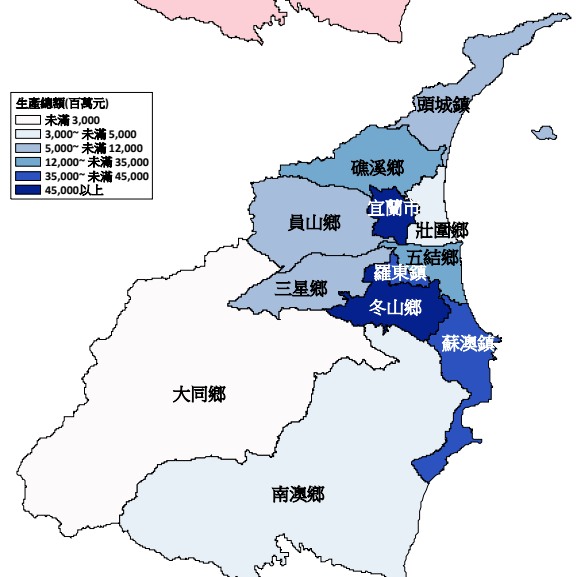 生產總額(百萬元)
未滿 3,000
3,000~ 未滿 5,000
5,000~ 未滿 12,000
12,000~ 未滿 35,000
35,000~ 未滿 45,000
45,000以上
頭城鎮
礁溪鄉
宜蘭市
員山鄉
壯圍鄉
五結鄉
羅東鎮
三星鄉
冬山鄉
蘇澳鎮
大同鄉
南澳鄉